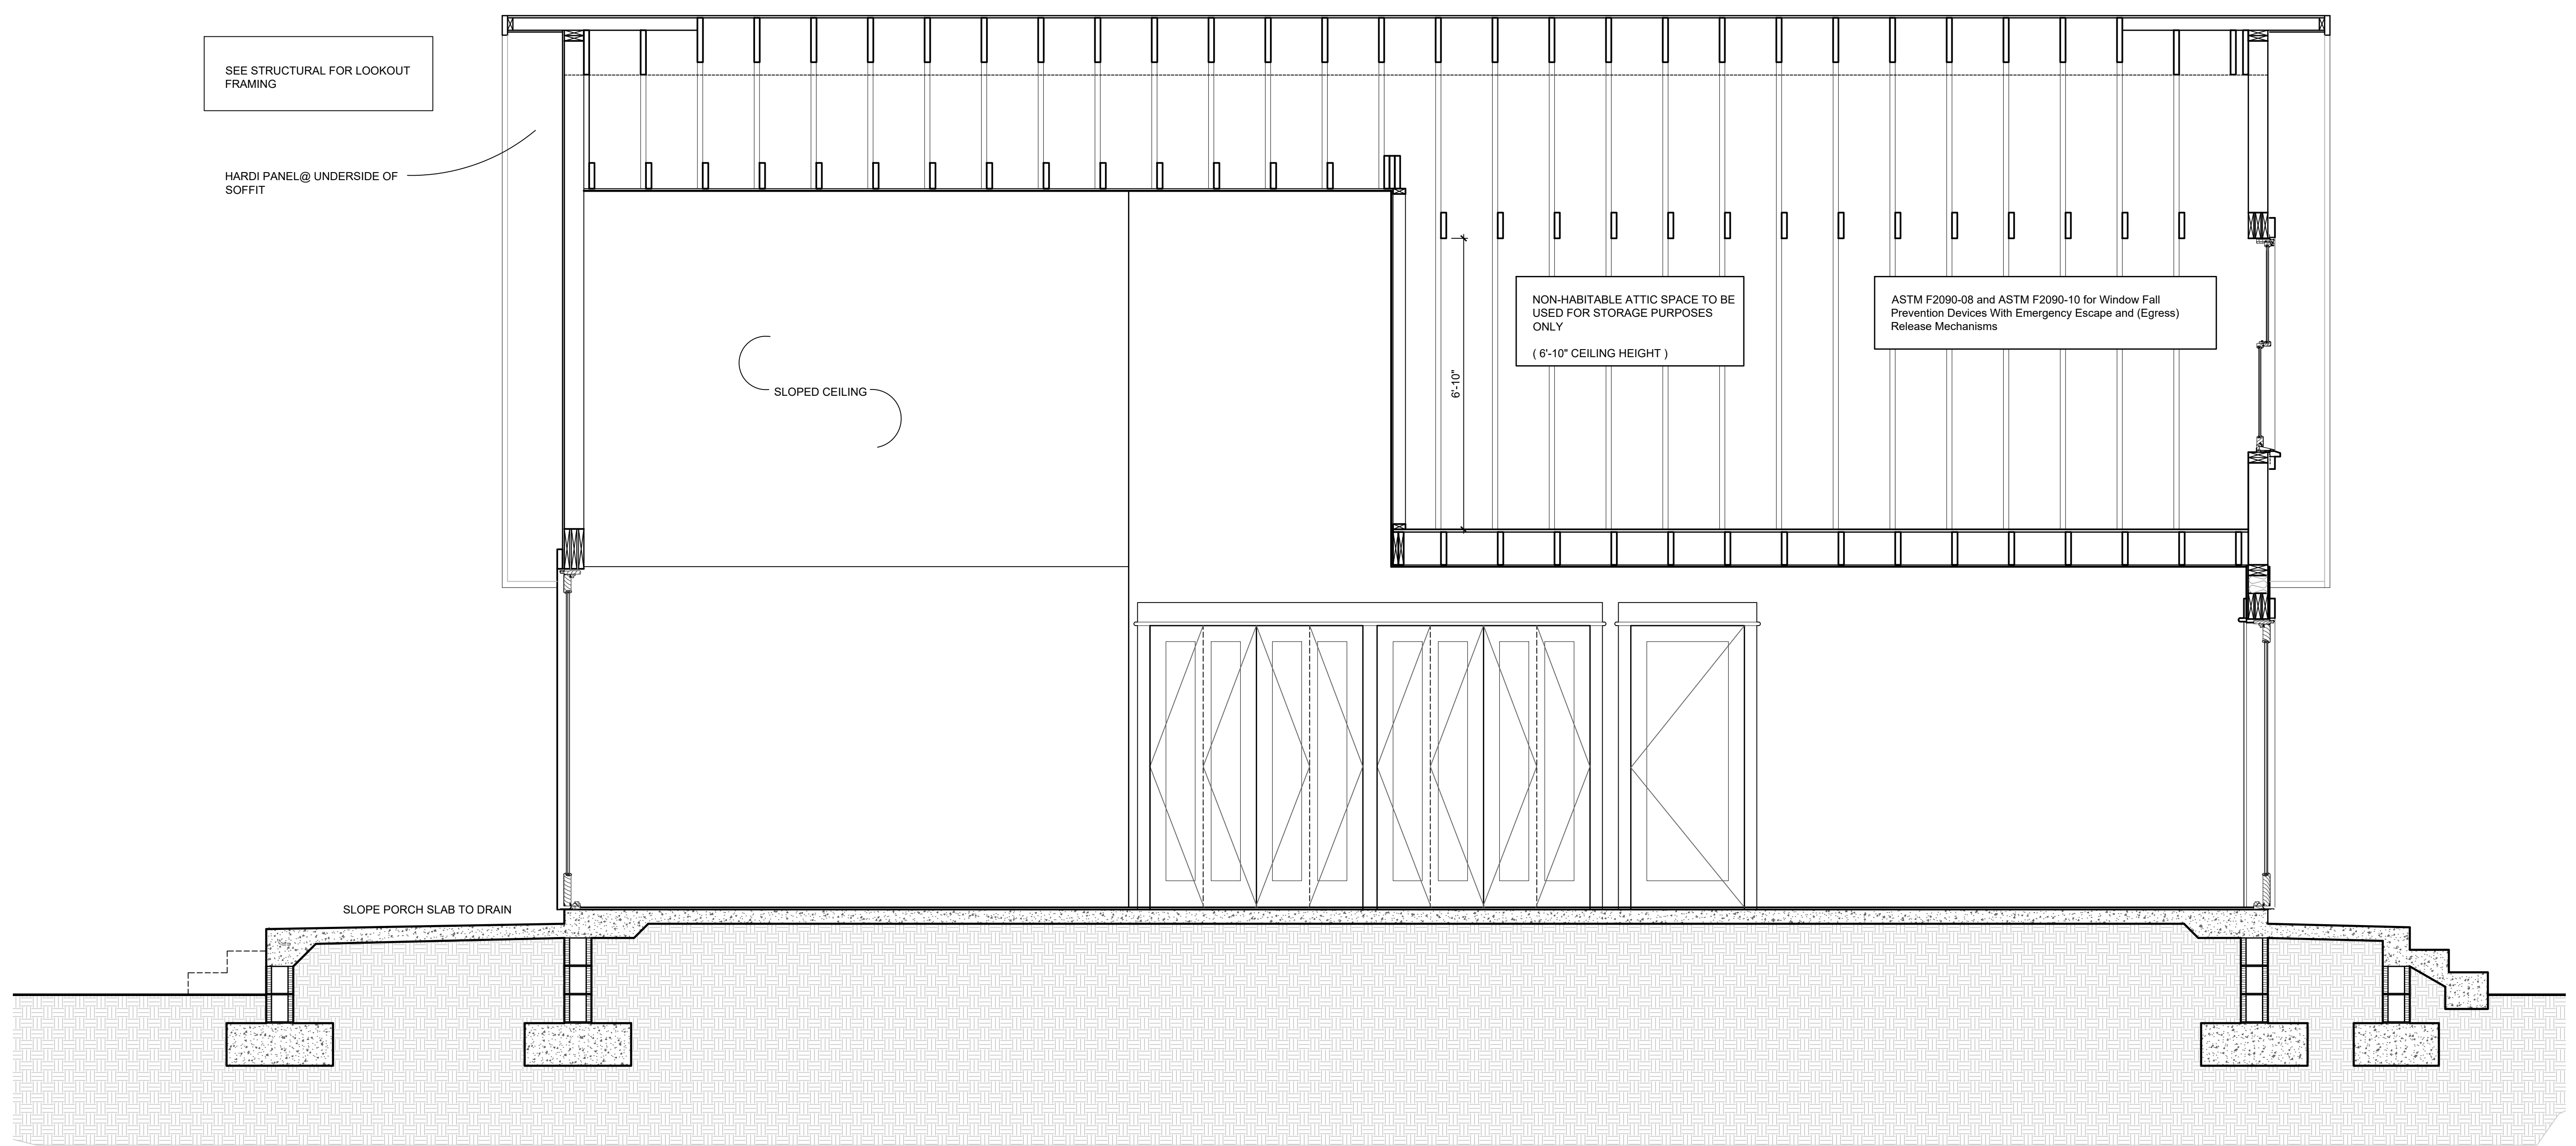 SEE STRUCTURAL FOR LOOKOUT
FRAMING
HARDI PANEL@ UNDERSIDE OF
SOFFIT
SLOPED CEILING
6'-10"
NON-HABITABLE ATTIC SPACE TO BE
USED FOR STORAGE PURPOSES
ONLY
( 6'-10" CEILING HEIGHT )
ASTM F2090-08 and ASTM F2090-10 for Window Fall
Prevention Devices With Emergency Escape and (Egress)
Release Mechanisms
SLOPE PORCH SLAB TO DRAIN